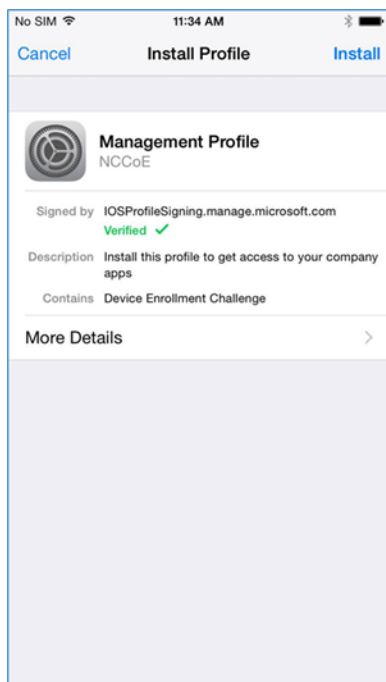 No SIM 11:34 AM
Cancel Install Profile Install
Management Profile
NCCoE
Signed by IOSProfileSigning.manage.microsoft.com
Verified
Description Install this profile to get access to your company
apps
Contains Device Enrollment Challenge
More Details